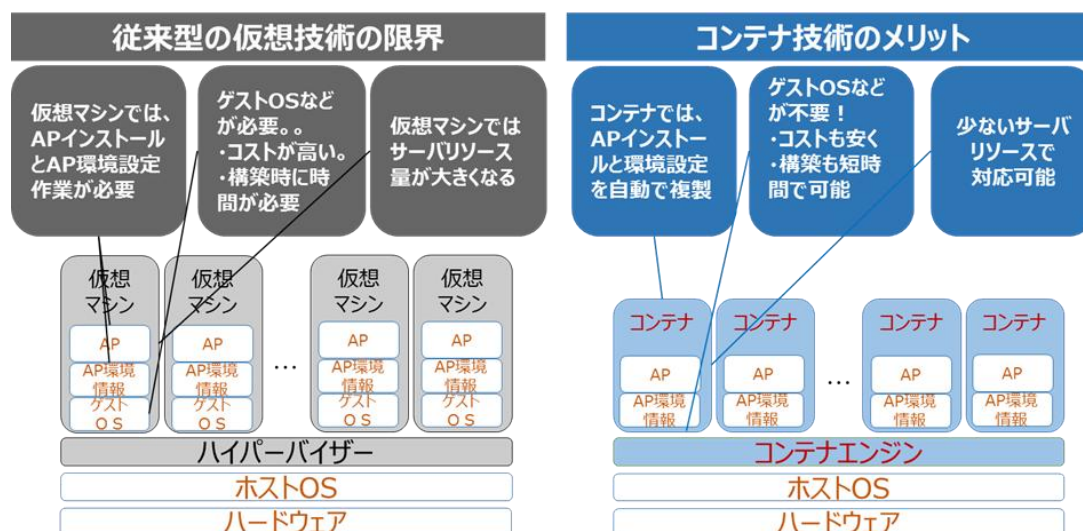 従来型の仮想技術の限界
仮想マシンでは、
APインストール
とAP環境設定
作業が必要
ゲストOSなど
が必要。。
・コストが高い。
・構築時に時
間が必要
仮想マシンでは
サーバリソース
量が大きくなる
仮想
マシン
AP
AP環境
情報
ゲスト
OS
仮想
マシン
AP
AP環境
情報
ゲスト
OS
…
仮想
マシン
AP
AP環境
情報
ゲスト
OS
仮想
マシン
AP
AP環境
情報
ゲスト
OS
ハイパーバイザー
ホストOS
ハードウェア
コンテナ技術のメリット
コンテナでは、
APインストー
ルと環境設定
を自動で複製
ゲストOSなど
が不要！
・コストも安く
・構築も短時
間で可能
少ないサーバ
リソースで
対応可能
コンテナ
AP
AP環境
情報
コンテナ
AP
AP環境
情報
…
コンテナ
AP
AP環境
情報
コンテナ
AP
AP環境
情報
コンテナエンジン
ホストOS
ハードウェア